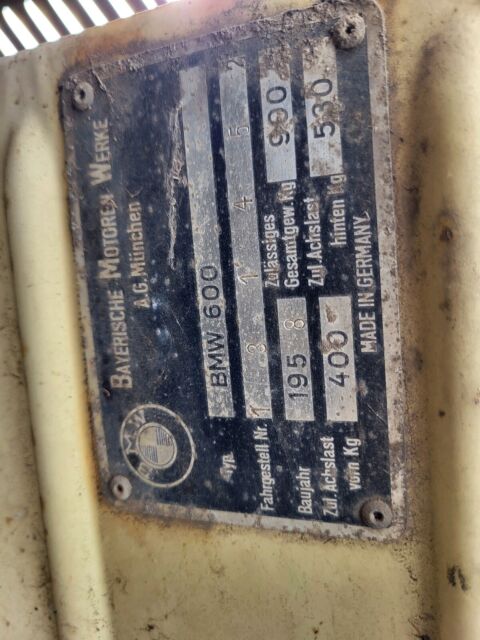 BAYERISCHE MOTOREN WERKE
A.G. München
BMW
Typ. BMW 600
Fahrgestell Nr. 1 3 1 4 5 2
Baujahr 195 8
Zulässiges Gesamtgew. Kg 900
Zul. Achslast vorn Kg 400
Zul. Achslast hinten Kg 530
MADE IN GERMANY